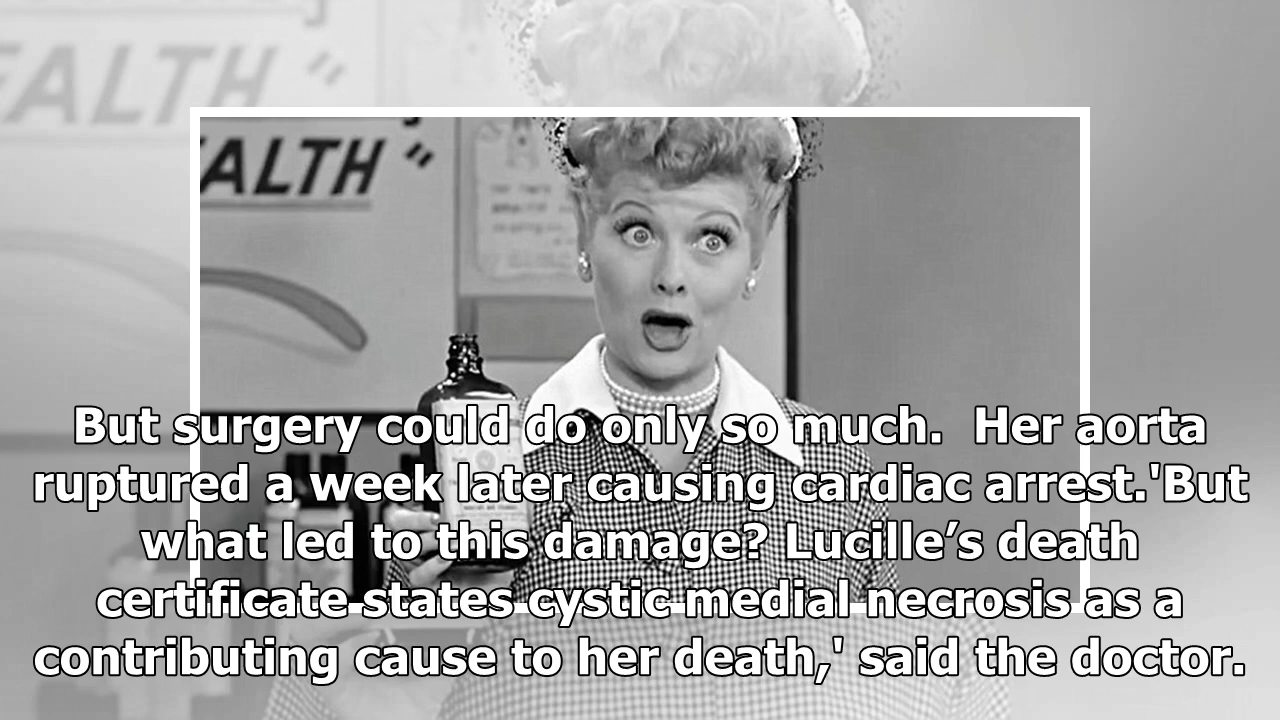 EALTH "
ALTH "
But surgery could do only so much.  Her aorta
ruptured a week later causing cardiac arrest.'But
what led to this damage? Lucille’s death
certificate states cystic medial necrosis as a
contributing cause to her death,' said the doctor.